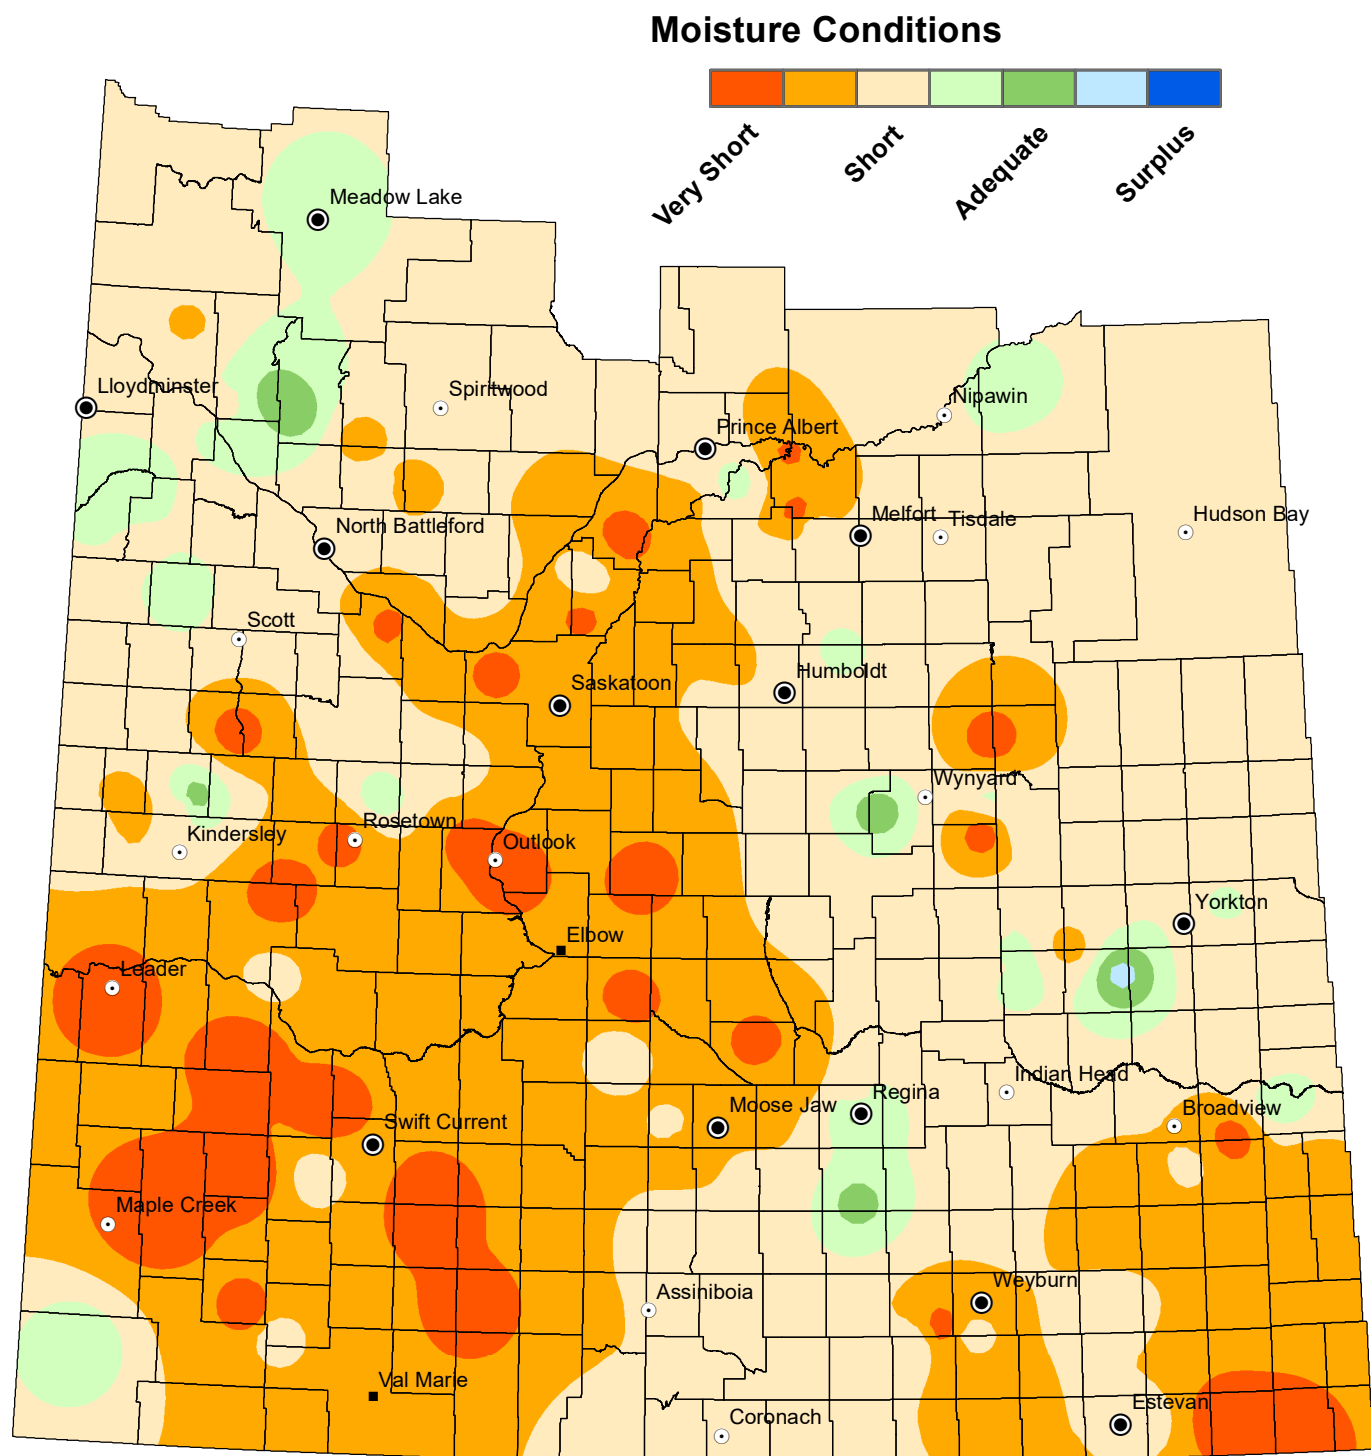 Moisture Conditions
Very Short
Short
Adequate
Surplus
Meadow Lake
Lloydminster
Spiritwood
Nipawin
Prince Albert
North Battleford
Melfort
Tisdale
Hudson Bay
Scott
Saskatoon
Humboldt
Wynyard
Kindersley
Rosetown
Outlook
Yorkton
Elbow
Leader
Indian Head
Regina
Moose Jaw
Broadview
Swift Current
Maple Creek
Weyburn
Assiniboia
Val Marie
Estevan
Coronach